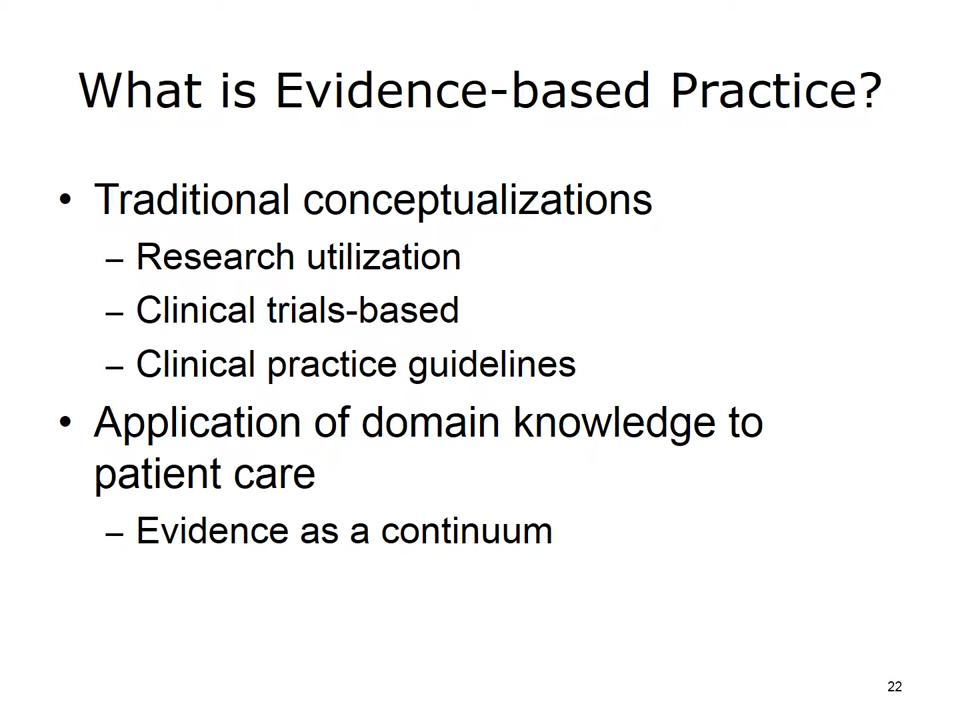 What is Evidence-based Practice?
• Traditional conceptualizations
– Research utilization
– Clinical trials-based
– Clinical practice guidelines
• Application of domain knowledge to
patient care
– Evidence as a continuum
22